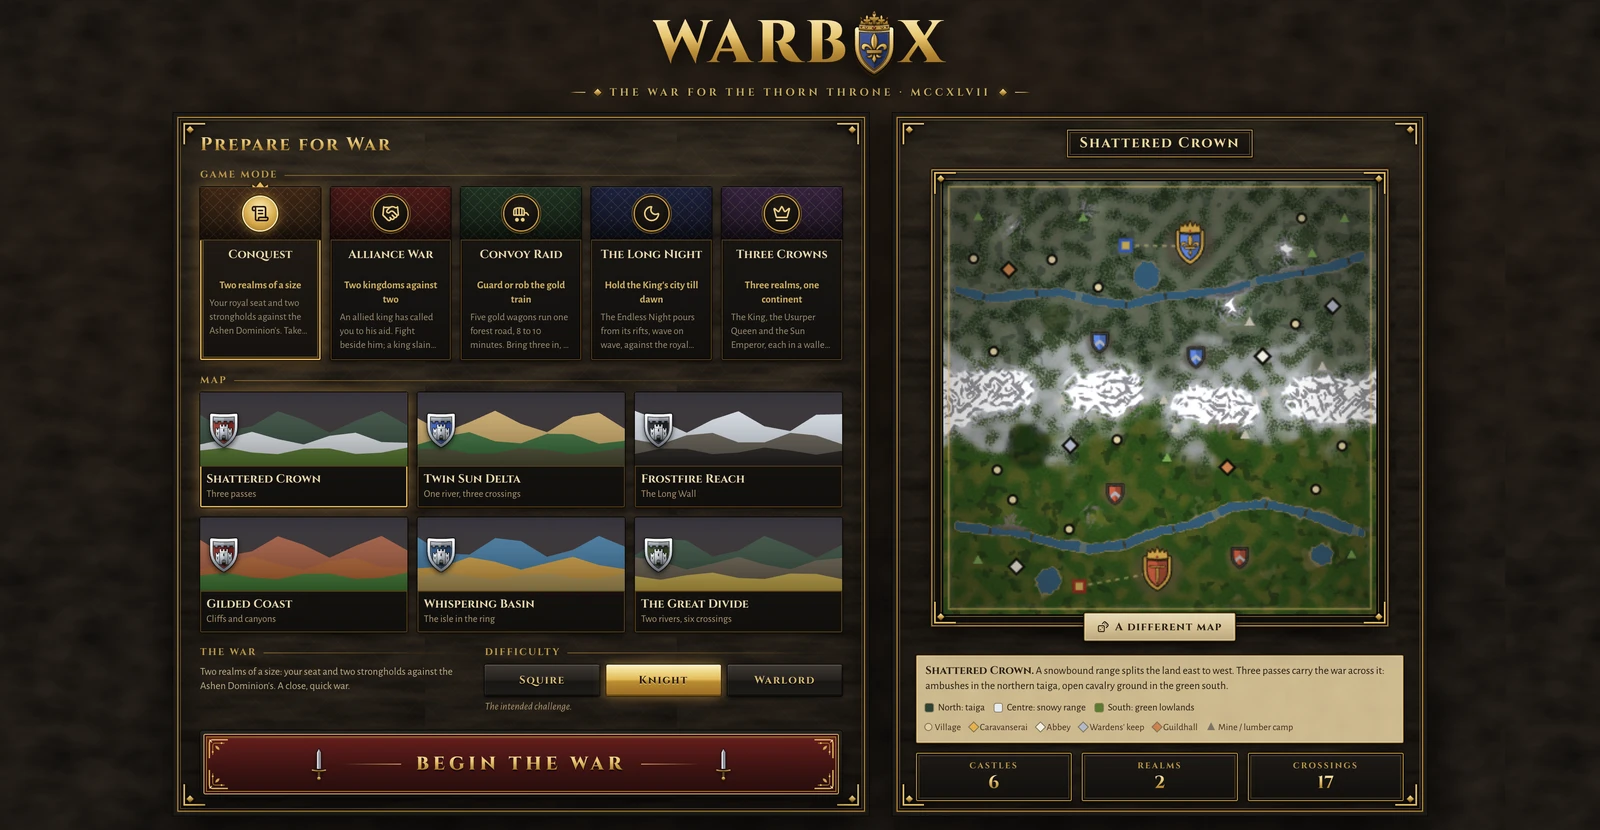 WARBOX
THE WAR FOR THE THORN THRONE · MCCXLVII
PREPARE FOR WAR
GAME MODE
CONQUEST
Two realms of a size
Your royal seat and two
strongholds against the
Ashen Dominion's. Take...
ALLIANCE WAR
Two kingdoms against
two
An allied king has called
you to his aid. Fight
beside him; a king slain...
CONVOY RAID
Guard or rob the gold
train
Five gold wagons run one
forest road, 8 to 10
minutes. Bring three in, ...
THE LONG NIGHT
Hold the King's city till
dawn
The Endless Night pours
from its rifts, wave on
wave, against the royal...
THREE CROWNS
Three realms, one
continent
The King, the Usurper
Queen and the Sun
Emperor, each in a walle...
MAP
SHATTERED CROWN
Three passes
TWIN SUN DELTA
One river, three crossings
FROSTFIRE REACH
The Long Wall
GILDED COAST
Cliffs and canyons
WHISPERING BASIN
The isle in the ring
THE GREAT DIVIDE
Two rivers, six crossings
THE WAR
Two realms of a size: your seat and two strongholds against the
Ashen Dominion's. A close, quick war.
DIFFICULTY
SQUIRE
KNIGHT
WARLORD
The intended challenge.
BEGIN THE WAR
SHATTERED CROWN
A DIFFERENT MAP
SHATTERED CROWN. A snowbound range splits the land east to west. Three passes carry the war across it:
ambushes in the northern taiga, open cavalry ground in the green south.
North: taiga Centre: snowy range South: green lowlands
Village Caravanserai Abbey Wardens' keep Guildhall Mine / lumber camp
CASTLES
6
REALMS
2
CROSSINGS
17